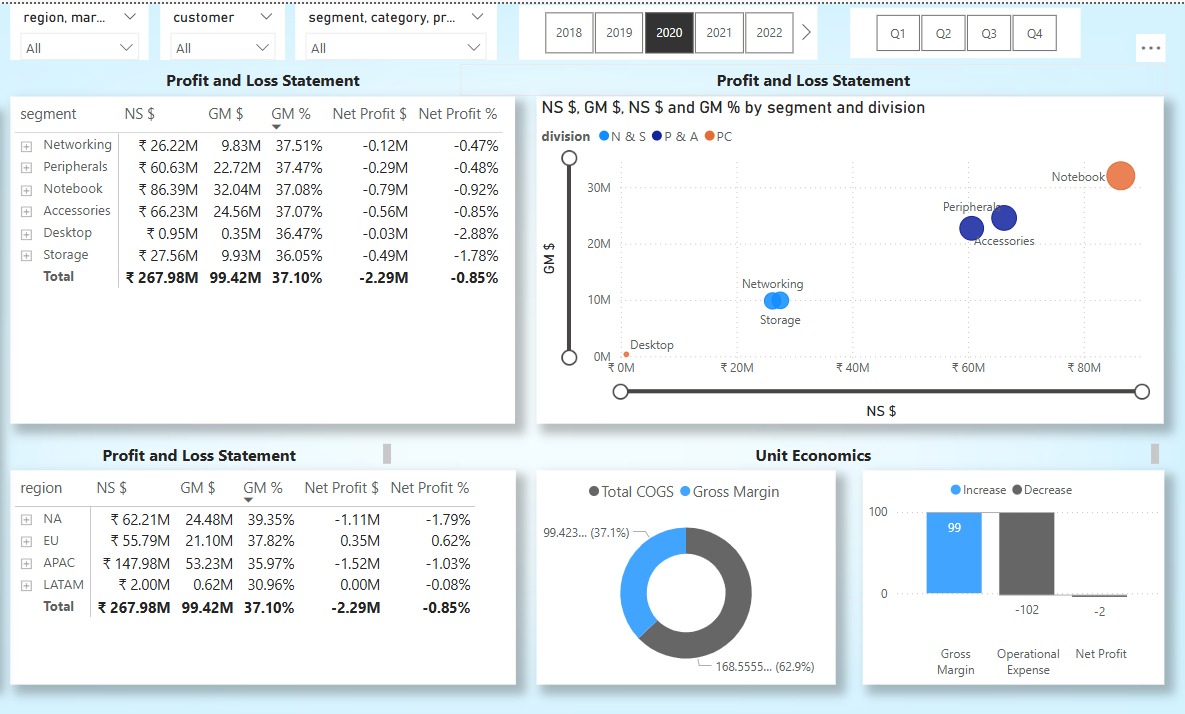 region, mar... customer segment, category, pr...
All All All
2018 2019 2020 2021 2022
Q1 Q2 Q3 Q4
...
Profit and Loss Statement
segment NS $ GM $ GM % Net Profit $ Net Profit %
Networking ₹ 26.22M 9.83M 37.51% -0.12M -0.47%
Peripherals ₹ 60.63M 22.72M 37.47% -0.29M -0.48%
Notebook ₹ 86.39M 32.04M 37.08% -0.79M -0.92%
Accessories ₹ 66.23M 24.56M 37.07% -0.56M -0.85%
Desktop ₹ 0.95M 0.35M 36.47% -0.03M -2.88%
Storage ₹ 27.56M 9.93M 36.05% -0.49M -1.78%
Total ₹ 267.98M 99.42M 37.10% -2.29M -0.85%
Profit and Loss Statement
NS $, GM $, NS $ and GM % by segment and division
division N & S P & A PC
GM $
30M
20M
10M
0M
Notebook
Peripherals
Accessories
Networking
Storage
Desktop
₹ 0M ₹ 20M ₹ 40M ₹ 60M ₹ 80M
NS $
Profit and Loss Statement
region NS $ GM $ GM % Net Profit $ Net Profit %
NA ₹ 62.21M 24.48M 39.35% -1.11M -1.79%
EU ₹ 55.79M 21.10M 37.82% 0.35M 0.62%
APAC ₹ 147.98M 53.23M 35.97% -1.52M -1.03%
LATAM ₹ 2.00M 0.62M 30.96% 0.00M -0.08%
Total ₹ 267.98M 99.42M 37.10% -2.29M -0.85%
Unit Economics
Total COGS Gross Margin
99.423... (37.1%)
168.5555... (62.9%)
Increase Decrease
100
0
99
-102
-2
Gross Margin
Operational Expense
Net Profit